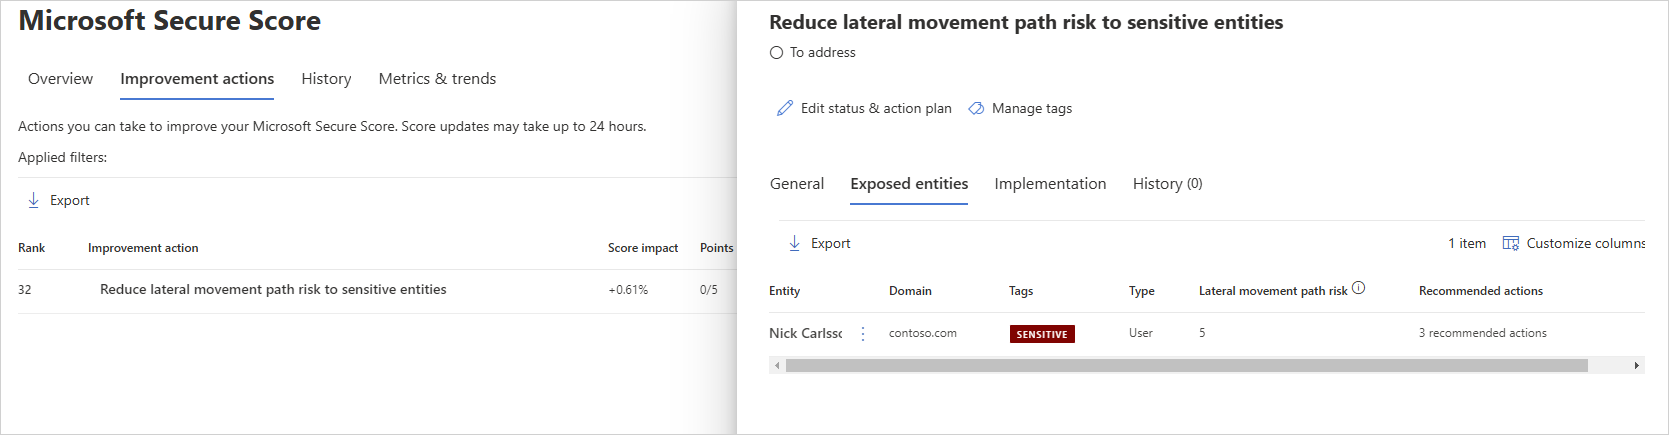 Microsoft Secure Score
Overview Improvement actions History Metrics & trends
Actions you can take to improve your Microsoft Secure Score. Score updates may take up to 24 hours.
Applied filters:
Export
Rank Improvement action Score impact Points
32 Reduce lateral movement path risk to sensitive entities +0.61% 0/5
Reduce lateral movement path risk to sensitive entities
To address
Edit status & action plan Manage tags
General Exposed entities Implementation History (0)
Export 1 item Customize columns
Entity Domain Tags Type Lateral movement path risk Recommended actions
Nick Carlssc contoso.com SENSITIVE User 5 3 recommended actions